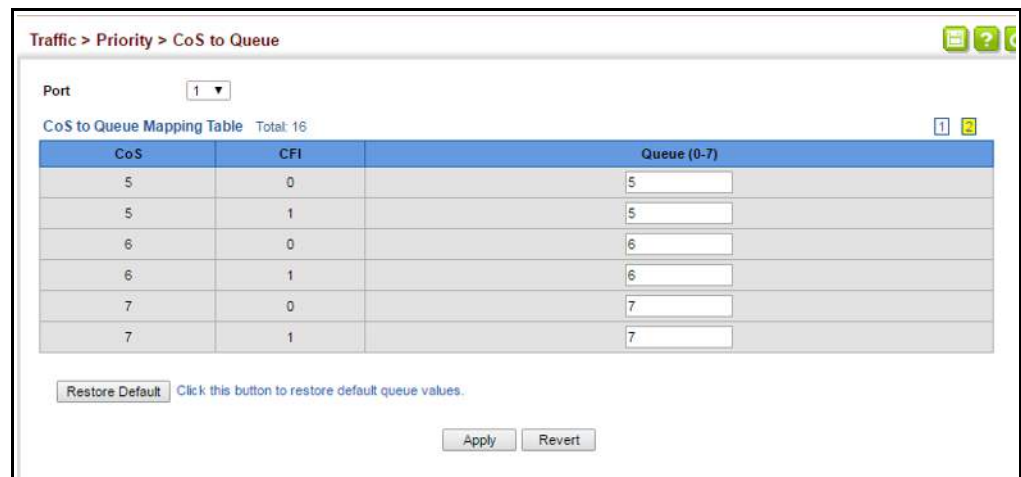 Traffic > Priority > CoS to Queue
?
Port 1
CoS to Queue Mapping Table Total: 16 1 2
CoS CFI Queue (0-7)
5 0 5
5 1 5
6 0 6
6 1 6
7 0 7
7 1 7
Restore Default Click this button to restore default queue values.
Apply Revert